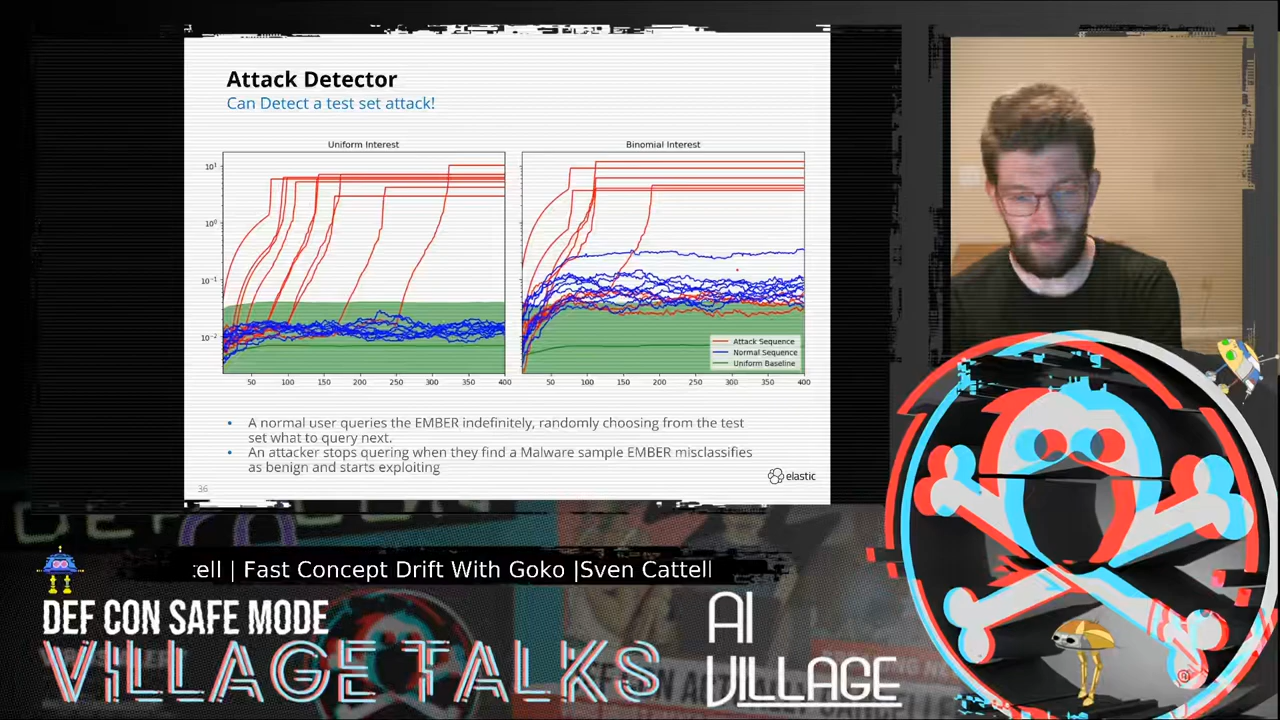 Attack Detector
Can Detect a test set attack!
Uniform Interest
Binomial Interest
10¹
10⁰
10⁻¹
10⁻²
50 100 150 200 250 300 350 400
50 100 150 200 250 300 350 400
Attack Sequence
Normal Sequence
Uniform Baseline
• A normal user queries the EMBER indefinitely, randomly choosing from the test
set what to query next.
• An attacker stops quering when they find a Malware sample EMBER misclassifies
as benign and starts exploiting
elastic
36
:ell | Fast Concept Drift With Goko |Sven Cattell
DEF CON SAFE MODE
VILLAGE TALKS
AI
VILLAGE